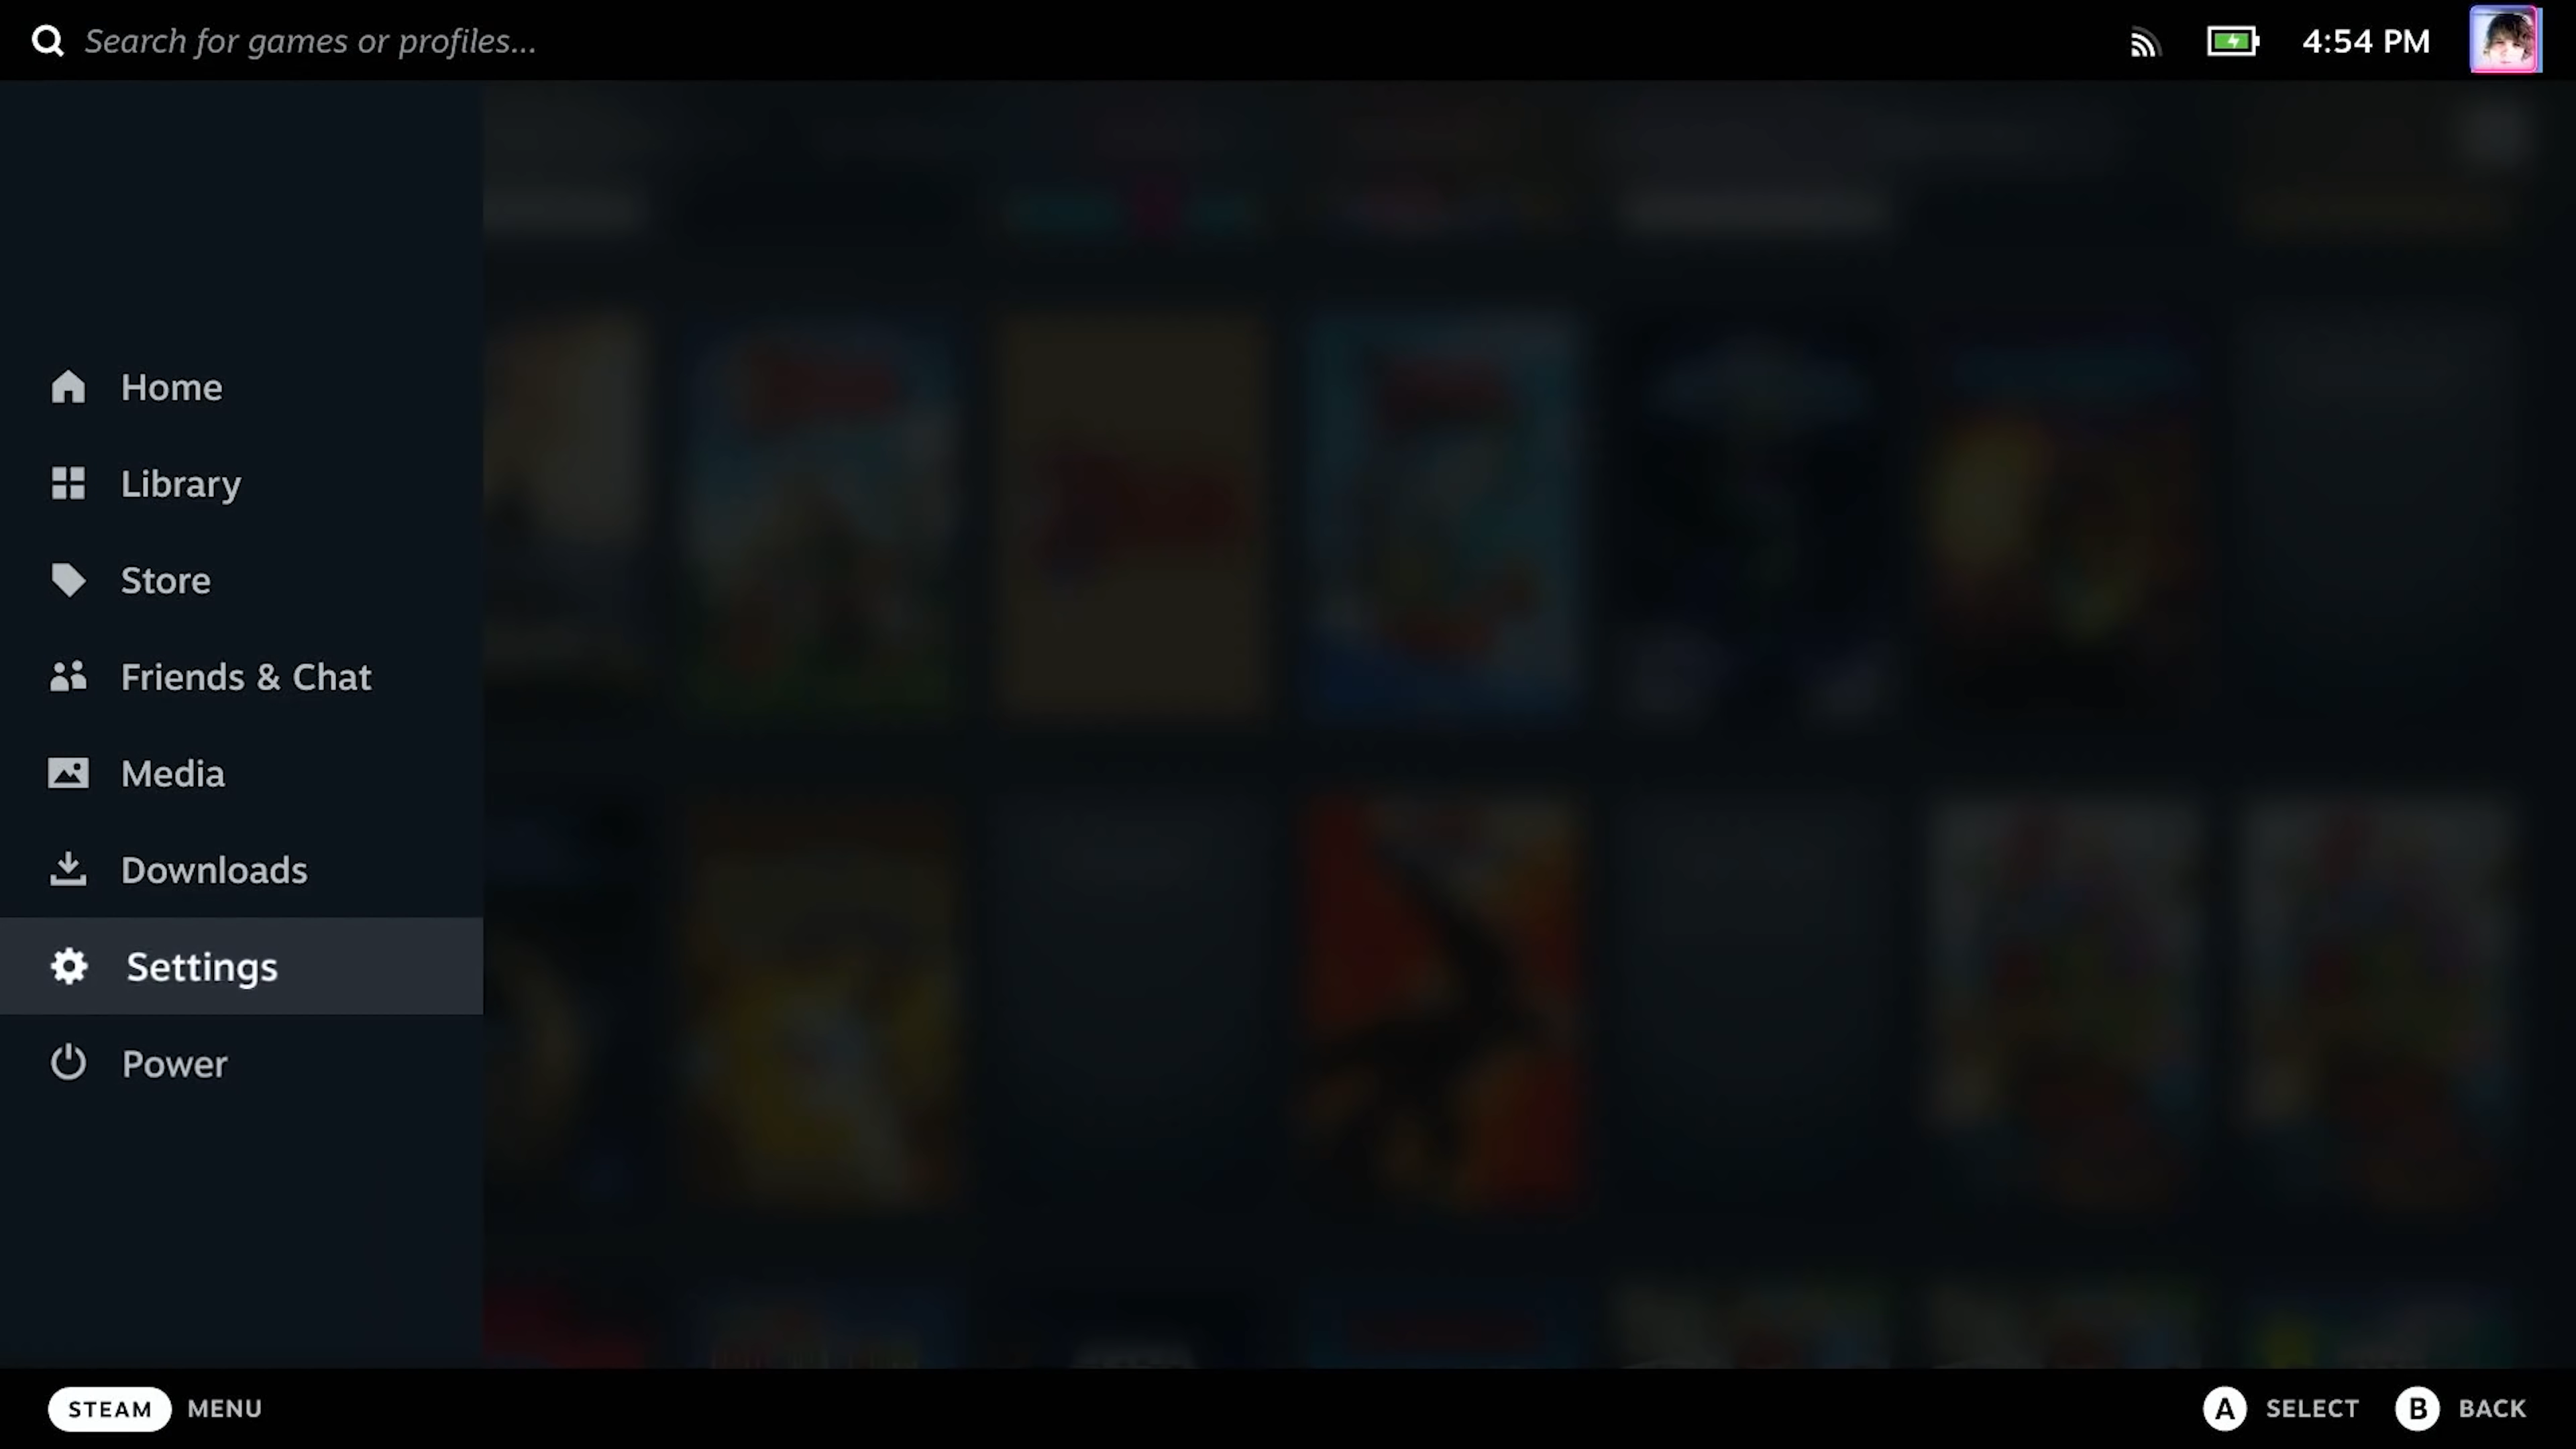 Search for games or profiles...
4:54 PM
Home
Library
Store
Friends & Chat
Media
Downloads
Settings
Power
STEAM MENU
A SELECT B BACK